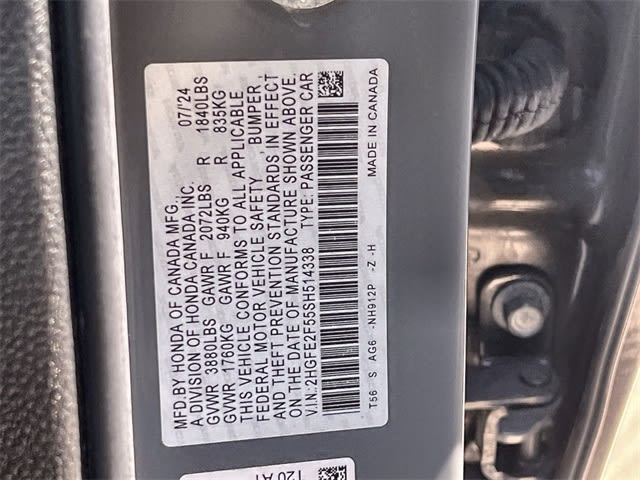 MFD.BY HONDA OF CANADA MFG., 07/'24
A DIVISION OF HONDA CANADA INC.
GVWR 3880LBS GAWR F 2072LBS R 1840LBS
GVWR 1760KG GAWR F 940KG R 835KG
THIS VEHICLE CONFORMS TO ALL APPLICABLE
FEDERAL MOTOR VEHICLE SAFETY, BUMPER,
AND THEFT PREVENTION STANDARDS IN EFFECT
ON THE DATE OF MANUFACTURE SHOWN ABOVE.
V.I.N.:2HGFE2F55SH514338 TYPE: PASSENGER CAR
T56 S AG6 -NH912P -Z -H MADE IN CANADA
120 A1